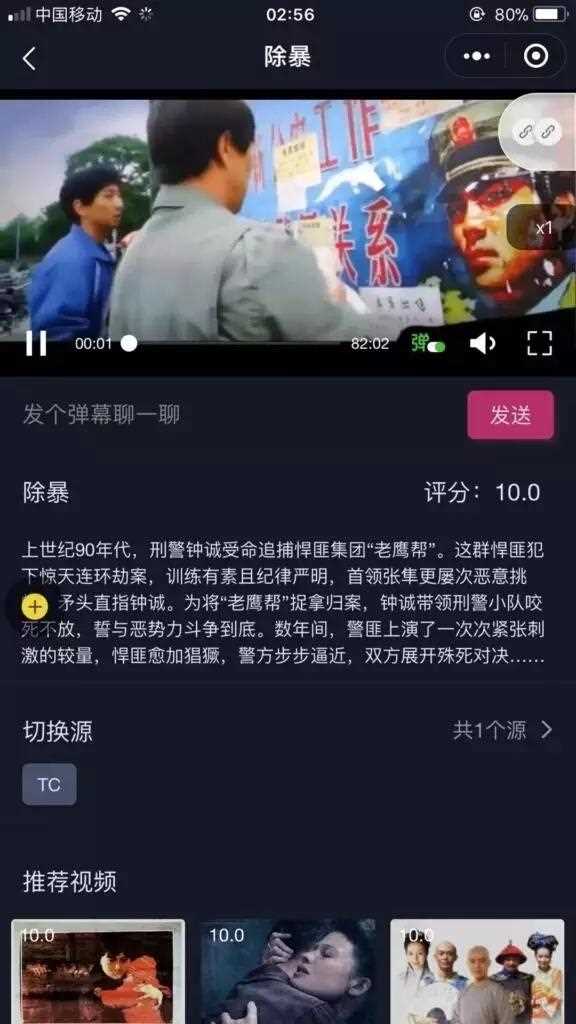 中国移动 02:56 80%
除暴
工作
联系
x1
00:01 82:02 弹
发个弹幕聊一聊 发送
除暴 评分：10.0
上世纪90年代，刑警钟诚受命追捕悍匪集团“老鹰帮”。这群悍匪犯
下惊天连环劫案，训练有素且纪律严明，首领张隼更屡次恶意挑
矛头直指钟诚。为将“老鹰帮”捉拿归案，钟诚带领刑警小队咬
死不放，誓与恶势力斗争到底。数年间，警匪上演了一次次紧张刺
激的较量，悍匪愈加猖獗，警方步步逼近，双方展开殊死对决……
切换源 共1个源
TC
推荐视频
10.0 10.0 10.0